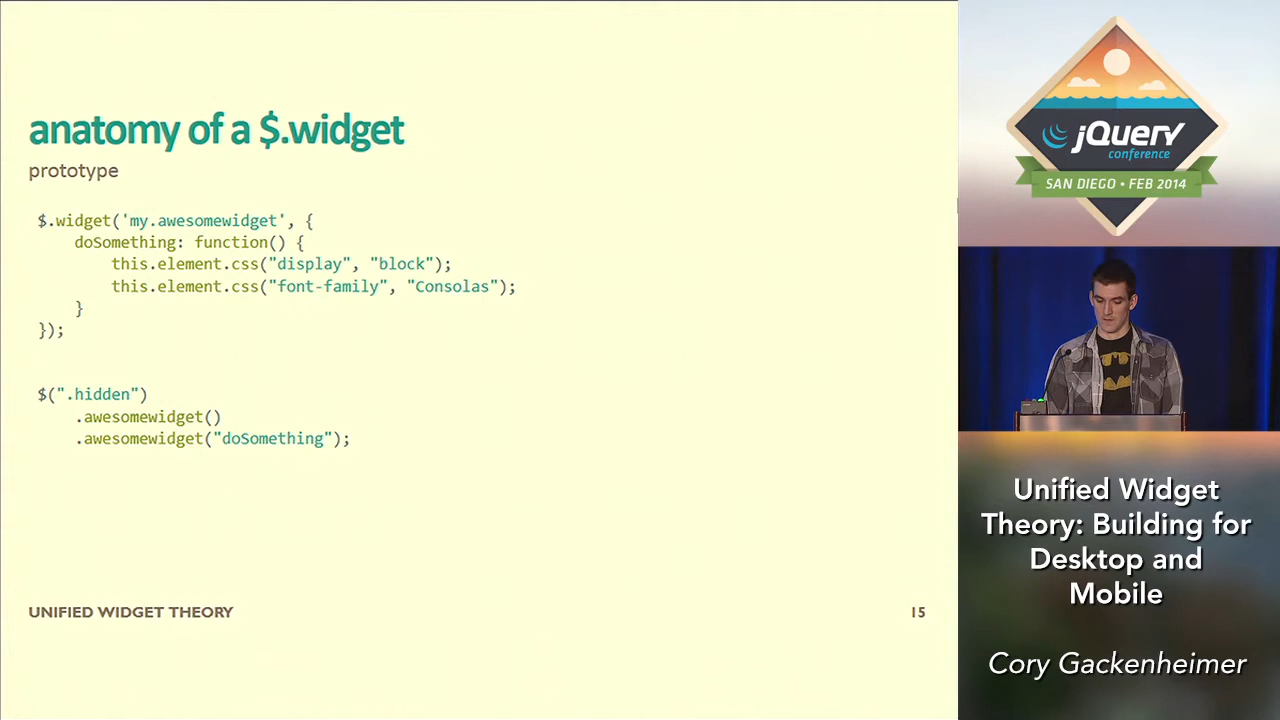 anatomy of a $.widget
prototype
$.widget('my.awesomewidget', {
    doSomething: function() {
        this.element.css("display", "block");
        this.element.css("font-family", "Consolas");
    }
});
$(".hidden")
    .awesomewidget()
    .awesomewidget("doSomething");
UNIFIED WIDGET THEORY
15
jQuery
conference
SAN DIEGO • FEB 2014
Unified Widget
Theory: Building for
Desktop and
Mobile
Cory Gackenheimer